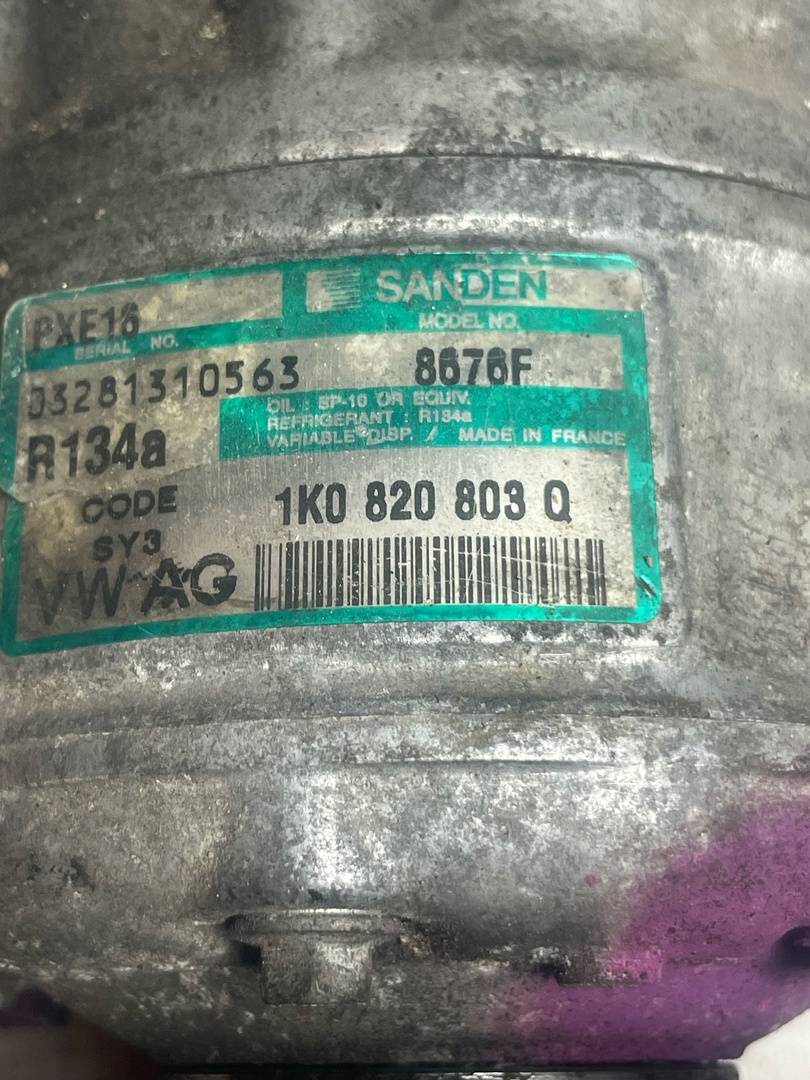 PXE16 SANDEN
SERIAL NO. MODEL NO.
03281310563 8676F
OIL : SP-10 OR EQUIV.
REFRIGERANT : R134a
VARIABLE DISP. / MADE IN FRANCE
R134a
CODE 1K0 820 803 Q
SY3
VW AG